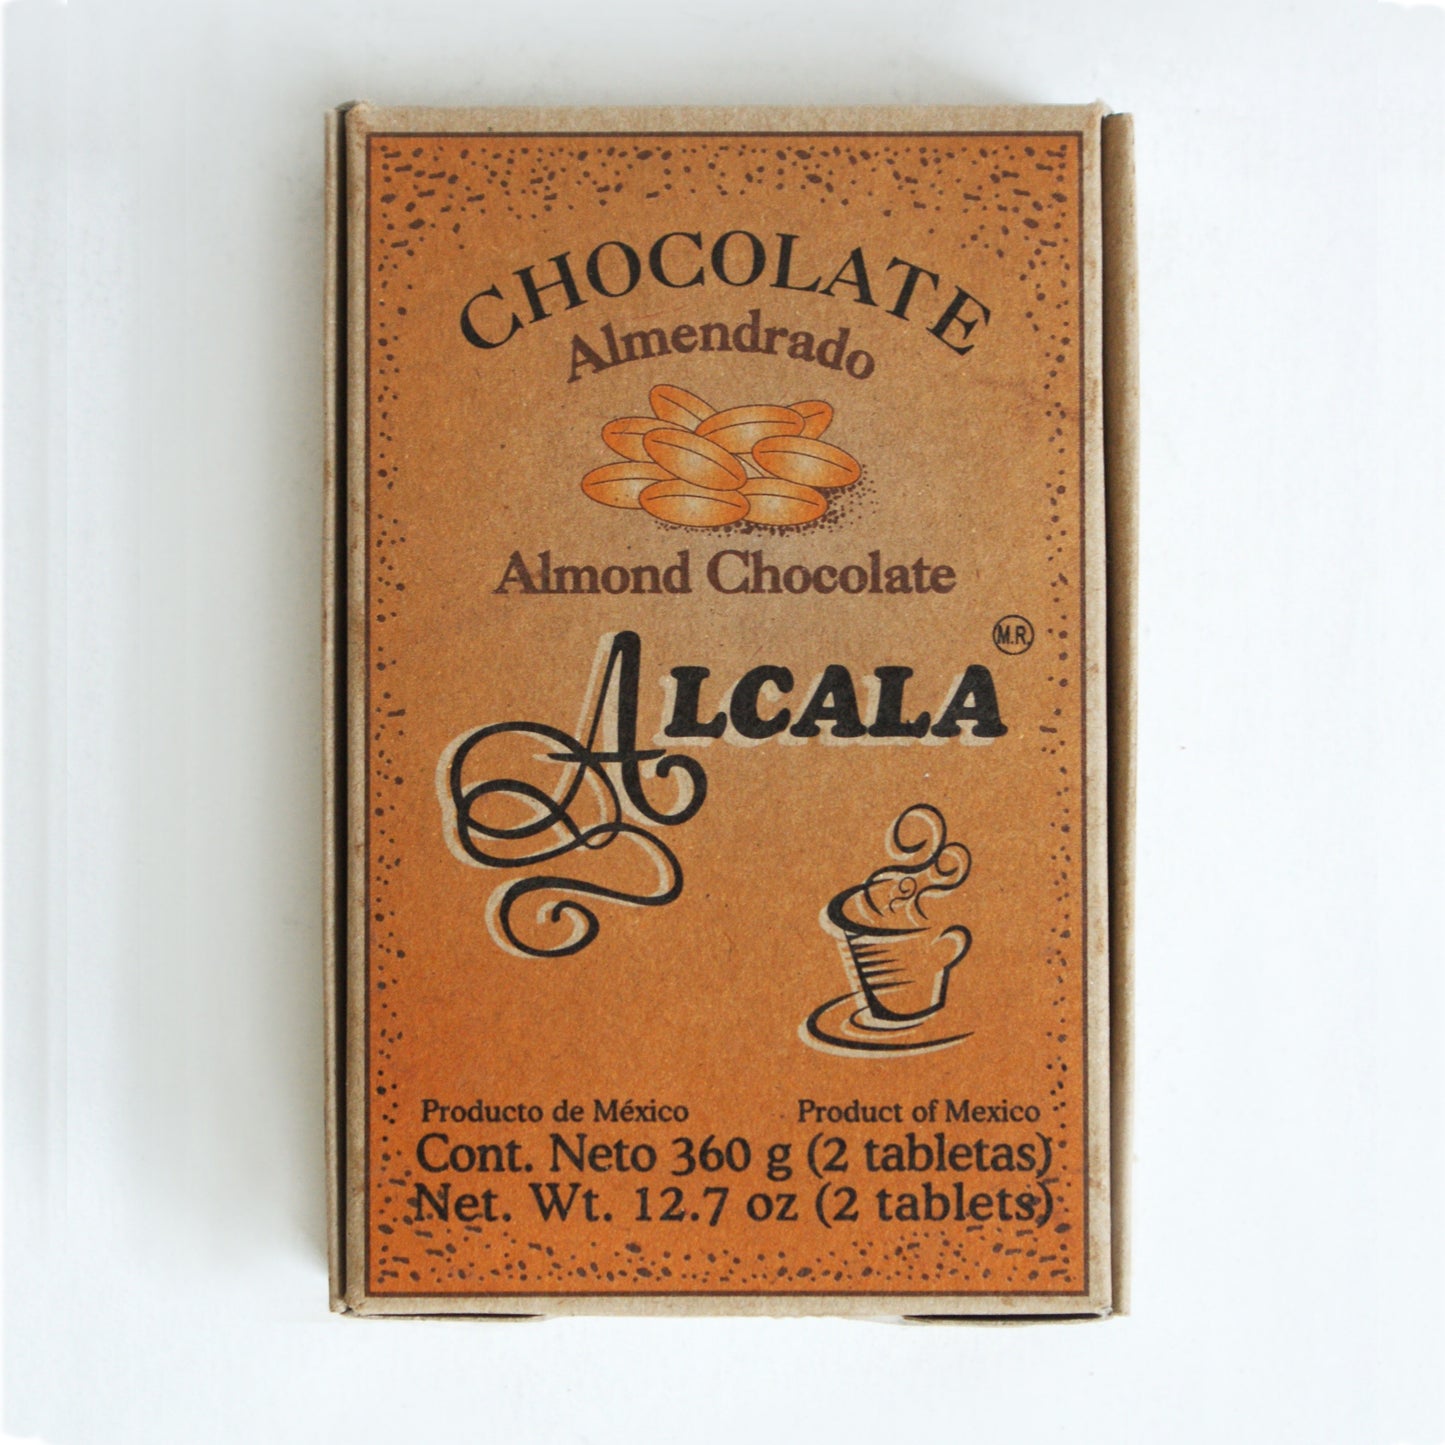 CHOCOLATE
Almendrado
Almond Chocolate
M.R.
ALCALA
Producto de México
Product of Mexico
Cont. Neto 360 g (2 tabletas)
Net. Wt. 12.7 oz (2 tablets)